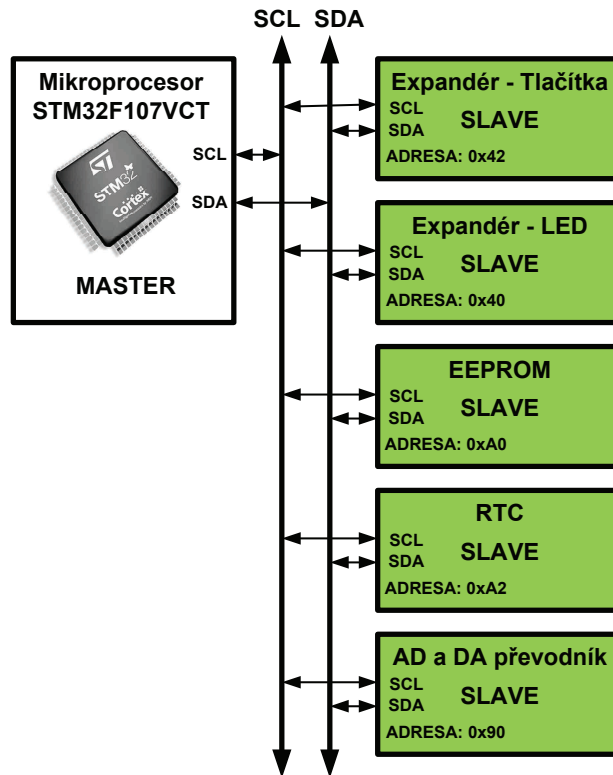 SCL SDA
Mikroprocesor
STM32F107VCT
SCL
SDA
STM32
Cortex
MASTER
Expandér - Tlačítka
SCL
SLAVE
SDA
ADRESA: 0x42
Expandér - LED
SCL
SLAVE
SDA
ADRESA: 0x40
EEPROM
SCL
SLAVE
SDA
ADRESA: 0xA0
RTC
SCL
SLAVE
SDA
ADRESA: 0xA2
AD a DA převodník
SCL
SLAVE
SDA
ADRESA: 0x90